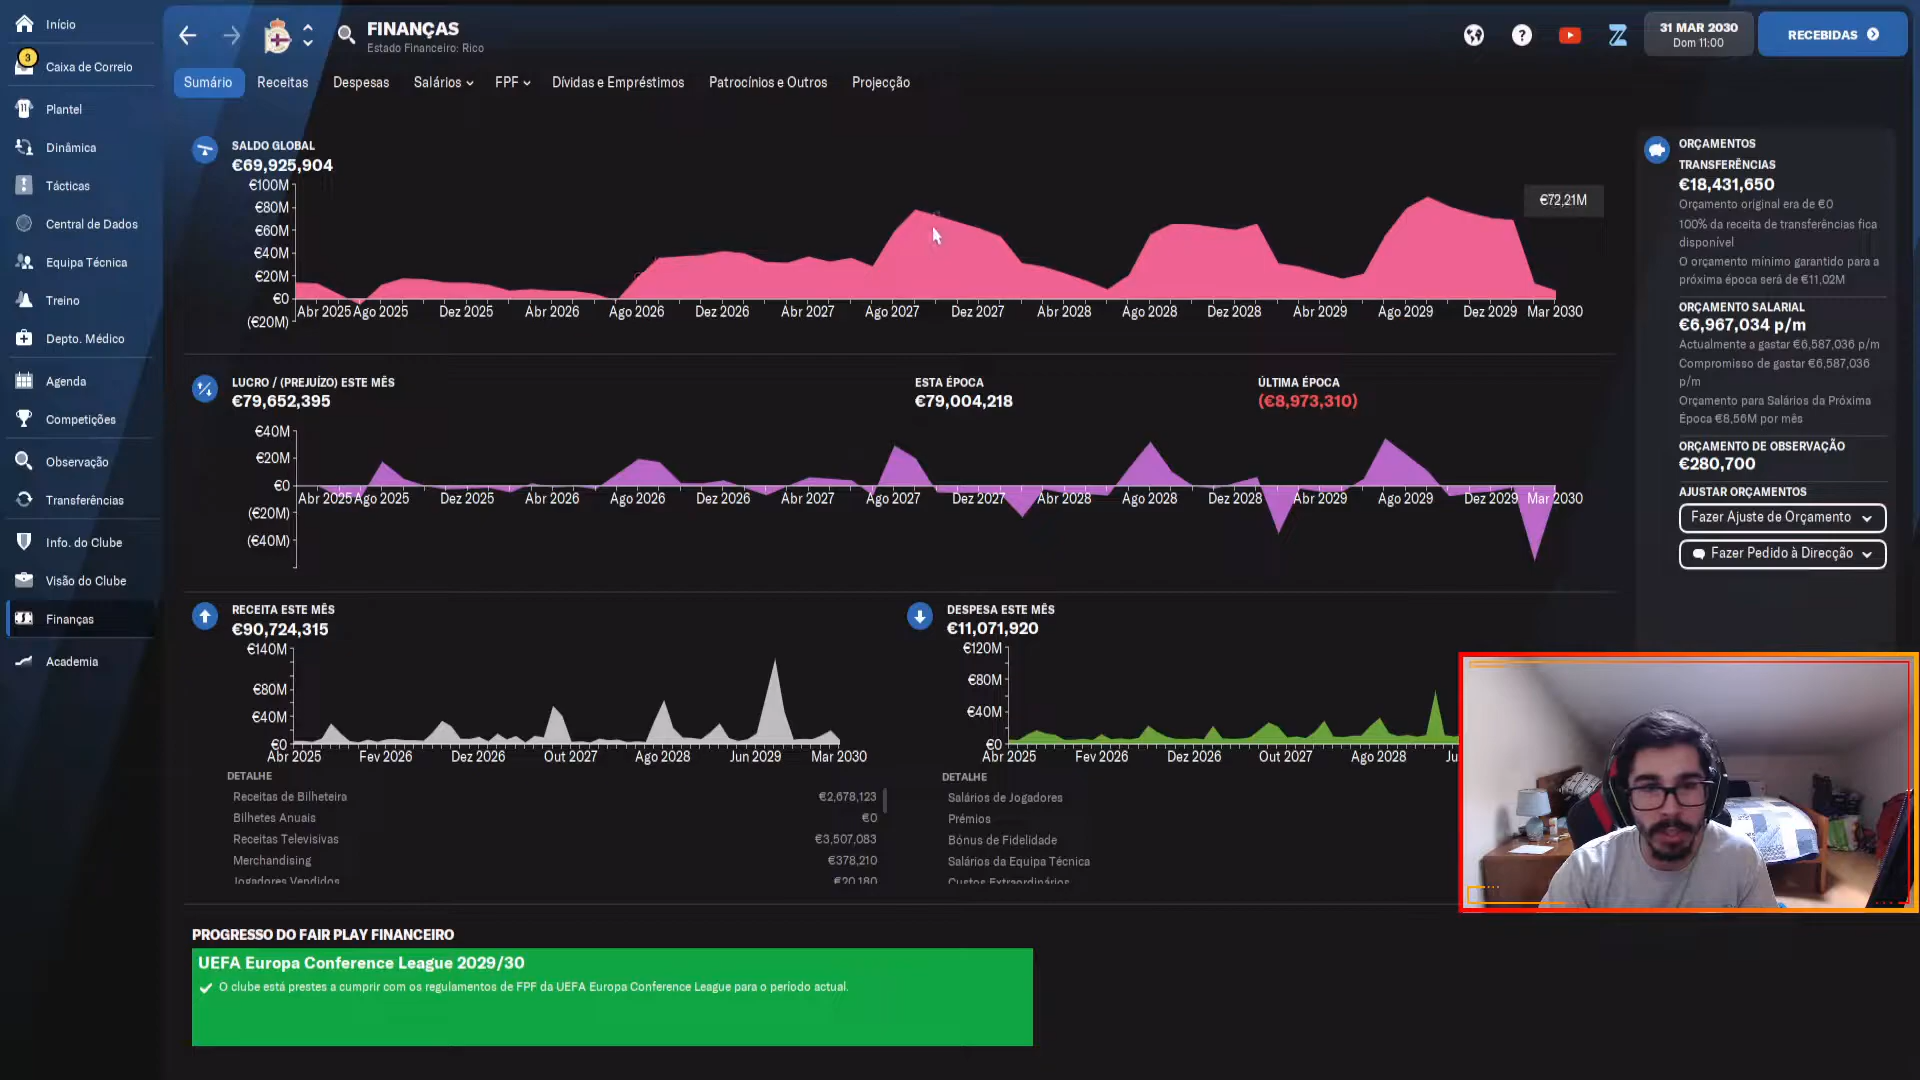 Início
3
Caixa de Correio
Plantel
Dinâmica
Tácticas
Central de Dados
Equipa Técnica
Treino
Depto. Médico
Agenda
Competições
Observação
Transferências
Info. do Clube
Visão do Clube
Finanças
Academia
FINANÇAS
Estado Financeiro: Rico
31 MAR 2030
Dom 11:00
RECEBIDAS
Sumário Receitas Despesas Salários FPF Dívidas e Empréstimos Patrocínios e Outros Projecção
SALDO GLOBAL
€69,925,904
€100M
€80M
€60M
€40M
€20M
€0
(€20M)
€72,21M
Abr 2025 Ago 2025 Dez 2025 Abr 2026 Ago 2026 Dez 2026 Abr 2027 Ago 2027 Dez 2027 Abr 2028 Ago 2028 Dez 2028 Abr 2029 Ago 2029 Dez 2029 Mar 2030
LUCRO / (PREJUÍZO) ESTE MÊS
€79,652,395
ESTA ÉPOCA
€79,004,218
ÚLTIMA ÉPOCA
(€8,973,310)
€40M
€20M
€0
(€20M)
(€40M)
Abr 2025 Ago 2025 Dez 2025 Abr 2026 Ago 2026 Dez 2026 Abr 2027 Ago 2027 Dez 2027 Abr 2028 Ago 2028 Dez 2028 Abr 2029 Ago 2029 Dez 2029 Mar 2030
RECEITA ESTE MÊS
€90,724,315
€140M
€80M
€40M
€0
Abr 2025 Fev 2026 Dez 2026 Out 2027 Ago 2028 Jun 2029 Mar 2030
DETALHE
Receitas de Bilheteira €2,678,123
Bilhetes Anuais €0
Receitas Televisivas €3,507,083
Merchandising €378,210
Jogadores Vendidos €20,180
DESPESA ESTE MÊS
€11,071,920
€120M
€80M
€40M
€0
Abr 2025 Fev 2026 Dez 2026 Out 2027 Ago 2028 Ju
DETALHE
Salários de Jogadores
Prémios
Bónus de Fidelidade
Salários da Equipa Técnica
Custos Extraordinários
ORÇAMENTOS
TRANSFERÊNCIAS
€18,431,650
Orçamento original era de €0
100% da receita de transferências fica
disponível
O orçamento mínimo garantido para a
próxima época será de €11,02M
ORÇAMENTO SALARIAL
€6,967,034 p/m
Actualmente a gastar €6,587,036 p/m
Compromisso de gastar €6,587,036
p/m
Orçamento para Salários da Próxima
Época €8,56M por mês
ORÇAMENTO DE OBSERVAÇÃO
€280,700
AJUSTAR ORÇAMENTOS
Fazer Ajuste de Orçamento
Fazer Pedido à Direcção
PROGRESSO DO FAIR PLAY FINANCEIRO
UEFA Europa Conference League 2029/30
O clube está prestes a cumprir com os regulamentos de FPF da UEFA Europa Conference League para o período actual.